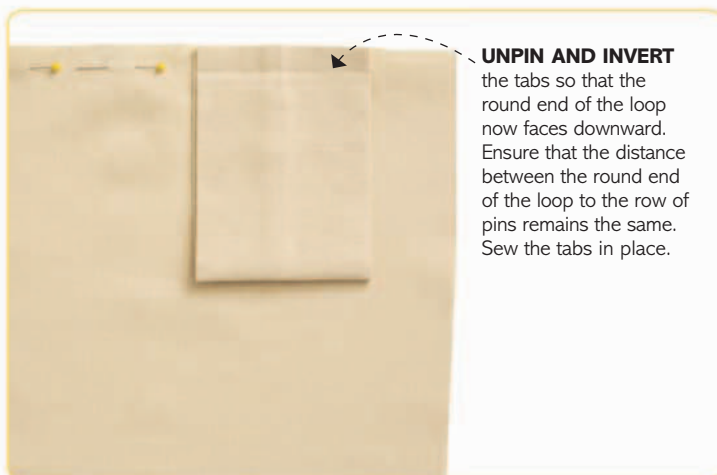 UNPIN AND INVERT
the tabs so that the
round end of the loop
now faces downward.
Ensure that the distance
between the round end
of the loop to the row of
pins remains the same.
Sew the tabs in place.